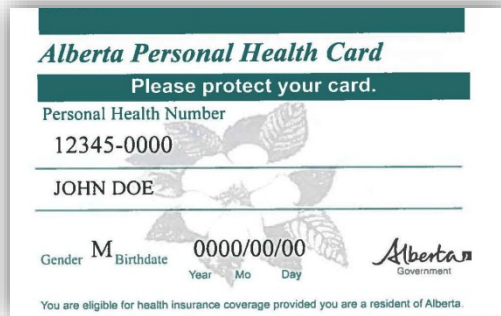 Alberta Personal Health Card
Please protect your card.
Personal Health Number
12345-0000
JOHN DOE
Gender M Birthdate 0000/00/00
Year Mo Day
Alberta
Government
You are eligible for health insurance coverage provided you are a resident of Alberta.